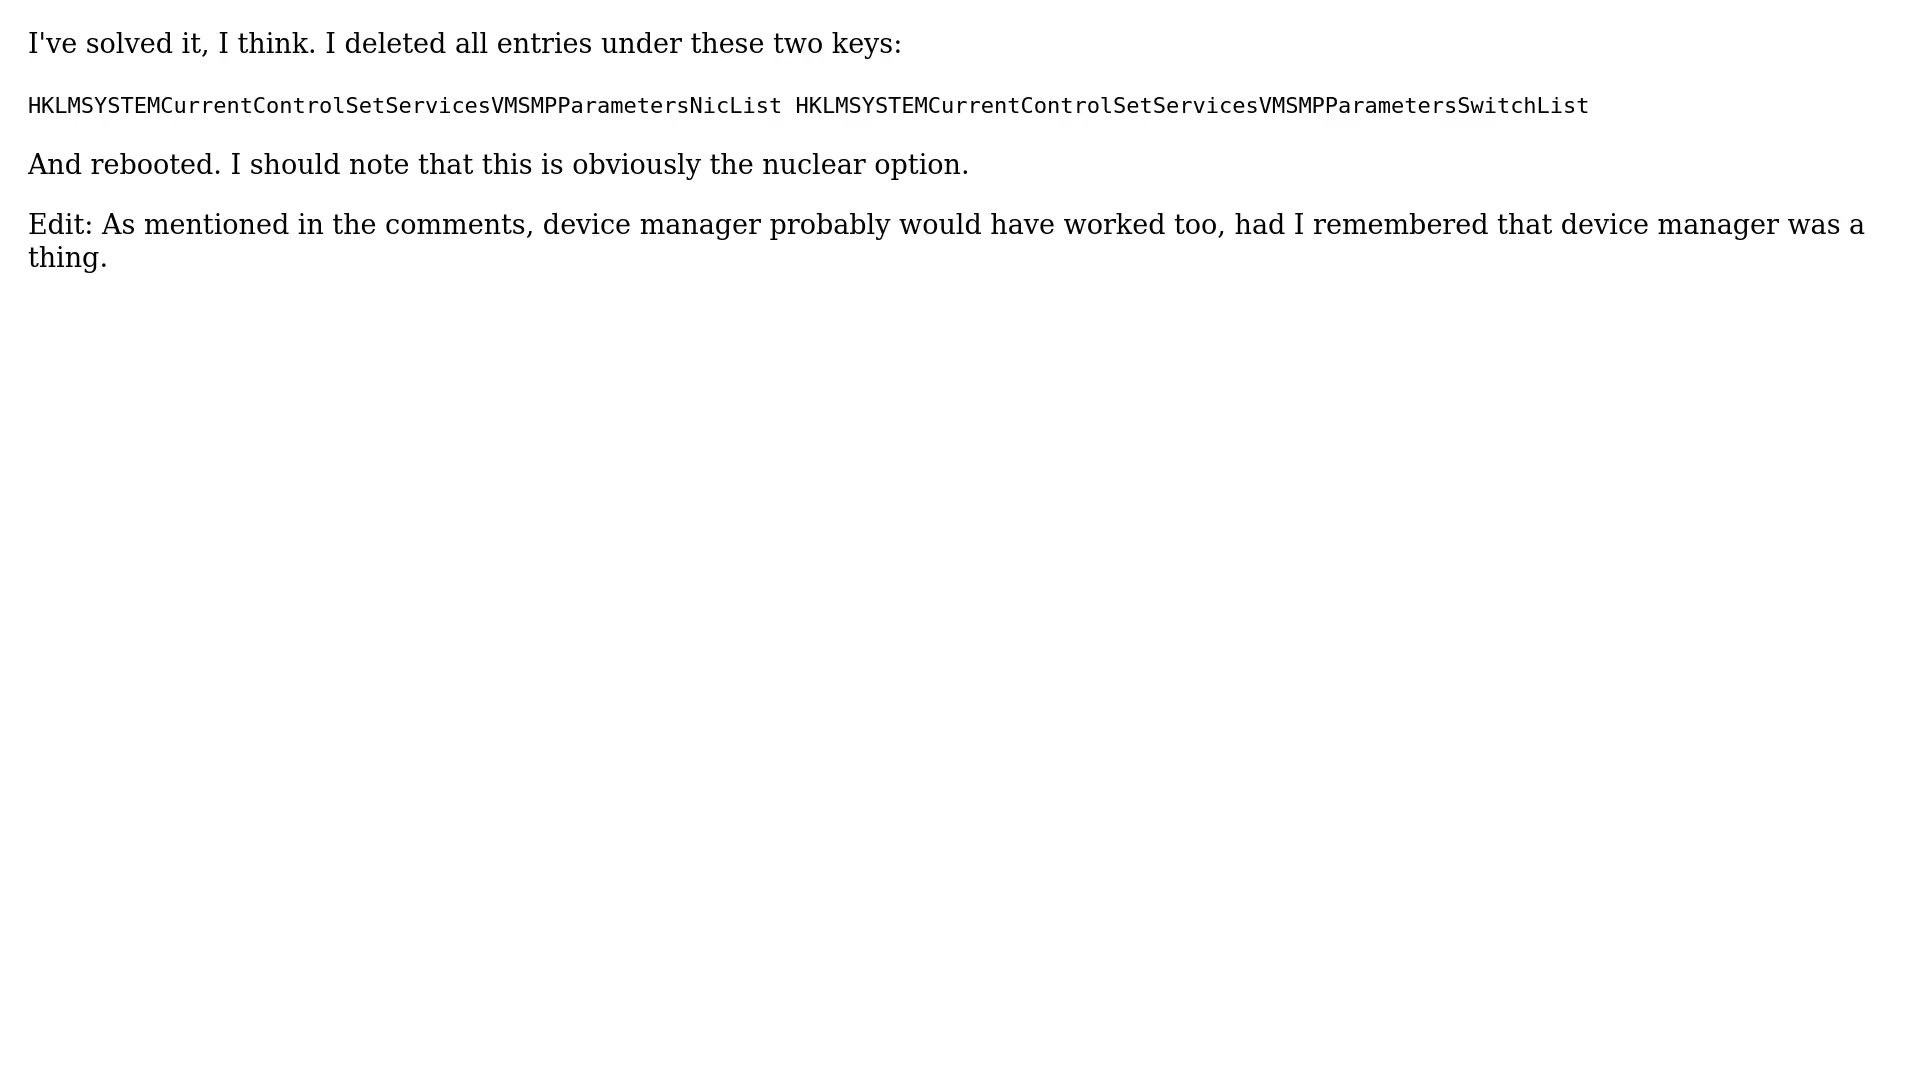 I've solved it, I think. I deleted all entries under these two keys:
HKLMSYSTEMCurrentControlSetServicesVMSMPPParametersNicList HKLMSYSTEMCurrentControlSetServicesVMSMPPParametersSwitchList
And rebooted. I should note that this is obviously the nuclear option.
Edit: As mentioned in the comments, device manager probably would have worked too, had I remembered that device manager was a
thing.